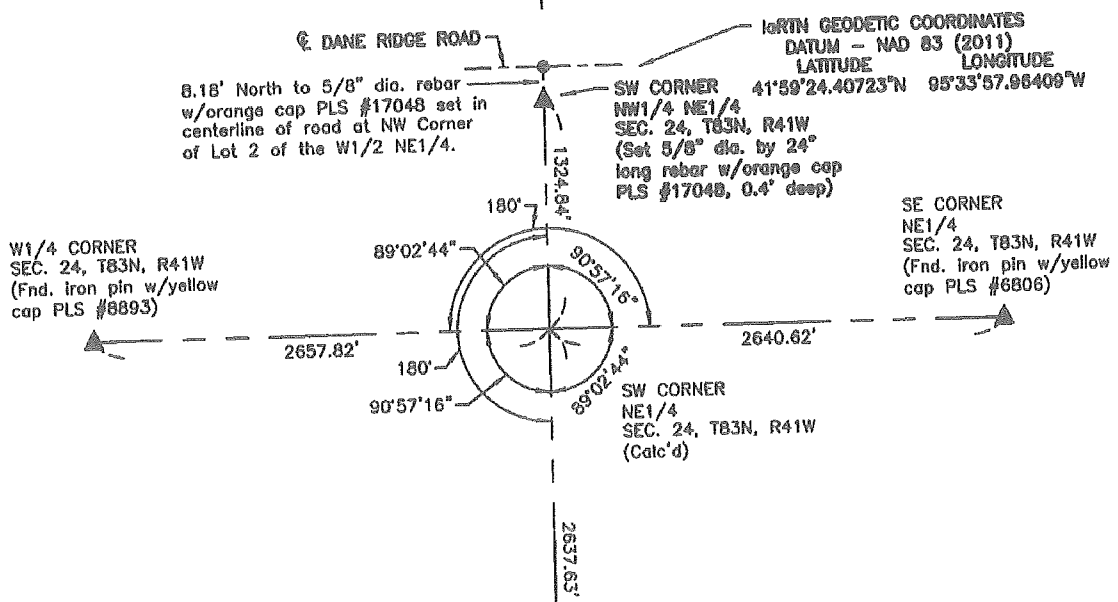 ℄ DANE RIDGE ROAD
IaRTN GEODETIC COORDINATES
DATUM - NAD 83 (2011)
LATITUDE LONGITUDE
41°59'24.40723"N 95°33'57.96409"W
8.18' North to 5/8" dia. rebar
w/orange cap PLS #17048 set in
centerline of road at NW Corner
of Lot 2 of the W1/2 NE1/4.
SW CORNER
NW1/4 NE1/4
SEC. 24, T83N, R41W
(Set 5/8" dia. by 24"
long rebar w/orange cap
PLS #17048, 0.4' deep)
1324.84'
180'
89°02'44"
90°57'16"
W1/4 CORNER
SEC. 24, T83N, R41W
(Fnd. iron pin w/yellow
cap PLS #8893)
SE CORNER
NE1/4
SEC. 24, T83N, R41W
(Fnd. iron pin w/yellow
cap PLS #6806)
2657.82'
2640.62'
180'
90°57'16"
89°02'44"
SW CORNER
NE1/4
SEC. 24, T83N, R41W
(Calc'd)
2637.63'